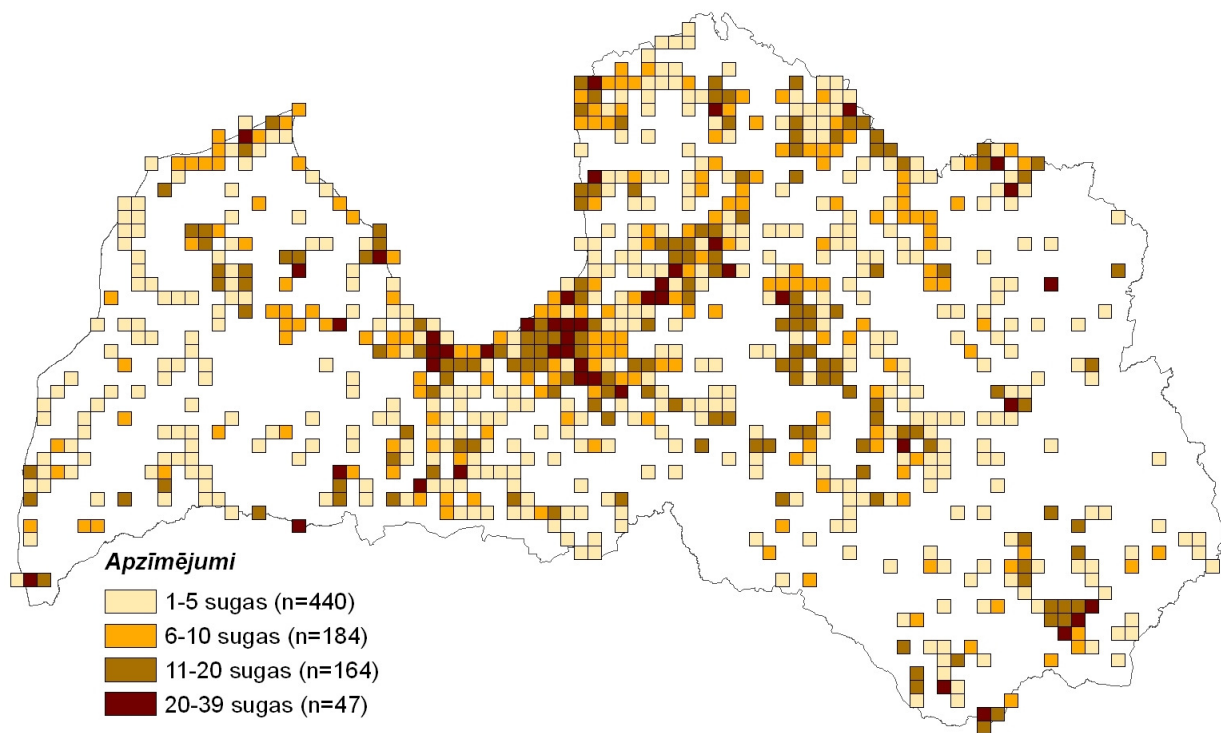 Apzīmējumi
1-5 sugas (n=440)
6-10 sugas (n=184)
11-20 sugas (n=164)
20-39 sugas (n=47)